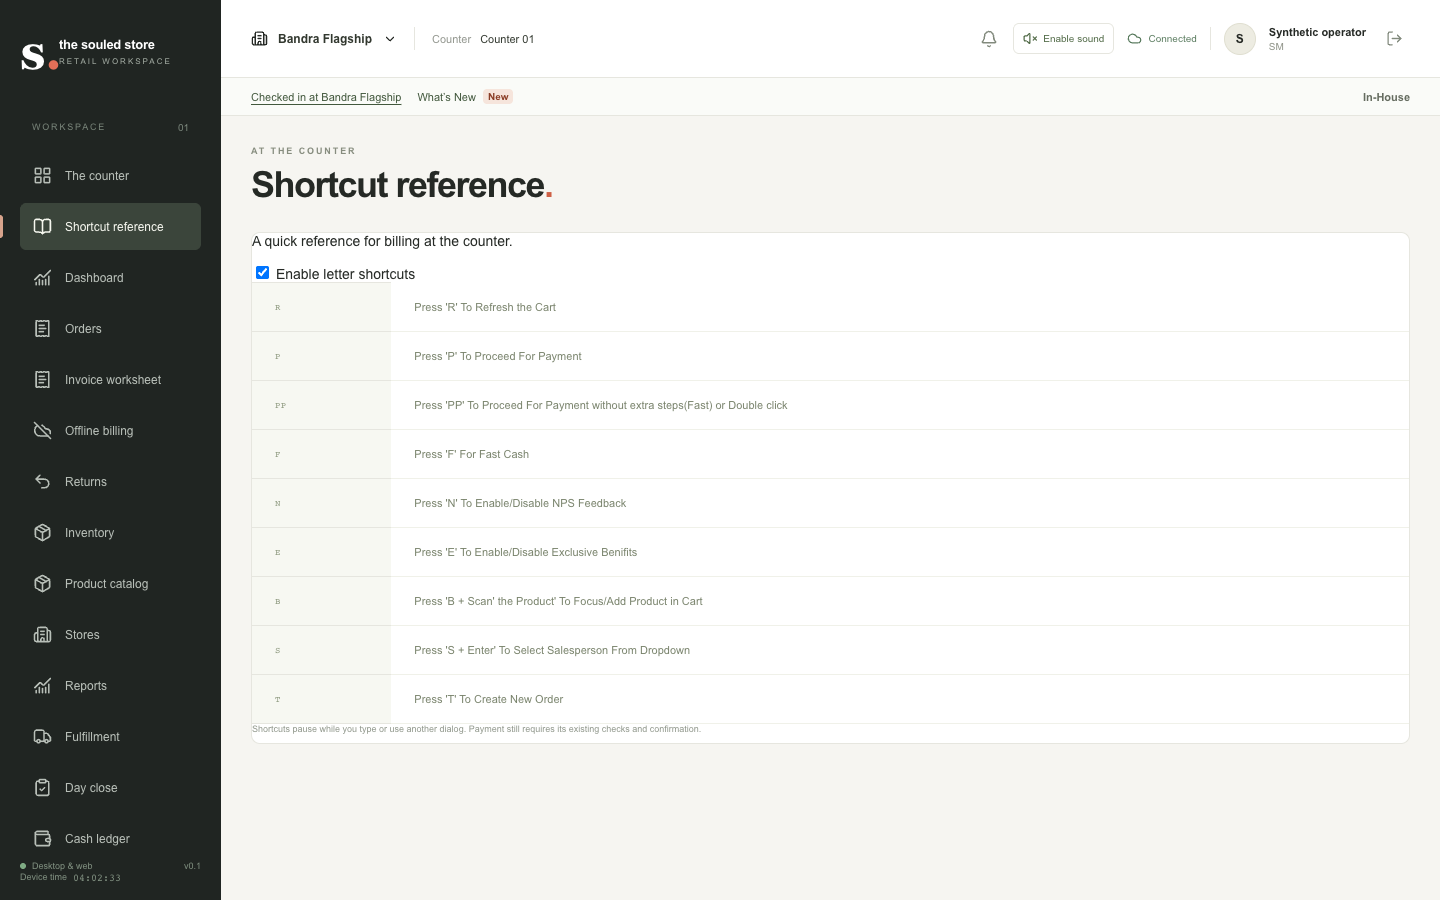 S.
the souled store
RETAIL WORKSPACE
WORKSPACE 01
The counter
Shortcut reference
Dashboard
Orders
Invoice worksheet
Offline billing
Returns
Inventory
Product catalog
Stores
Reports
Fulfillment
Day close
Cash ledger
Desktop & web v0.1
Device time 04:02:33
Bandra Flagship Counter Counter 01 Enable sound Connected S Synthetic operator
SM
Checked in at Bandra Flagship What's New New In-House
AT THE COUNTER
Shortcut reference.
A quick reference for billing at the counter.
Enable letter shortcuts
R Press 'R' To Refresh the Cart
P Press 'P' To Proceed For Payment
PP Press 'PP' To Proceed For Payment without extra steps(Fast) or Double click
F Press 'F' For Fast Cash
N Press 'N' To Enable/Disable NPS Feedback
E Press 'E' To Enable/Disable Exclusive Benifits
B Press 'B + Scan' the Product' To Focus/Add Product in Cart
S Press 'S + Enter' To Select Salesperson From Dropdown
T Press 'T' To Create New Order
Shortcuts pause while you type or use another dialog. Payment still requires its existing checks and confirmation.